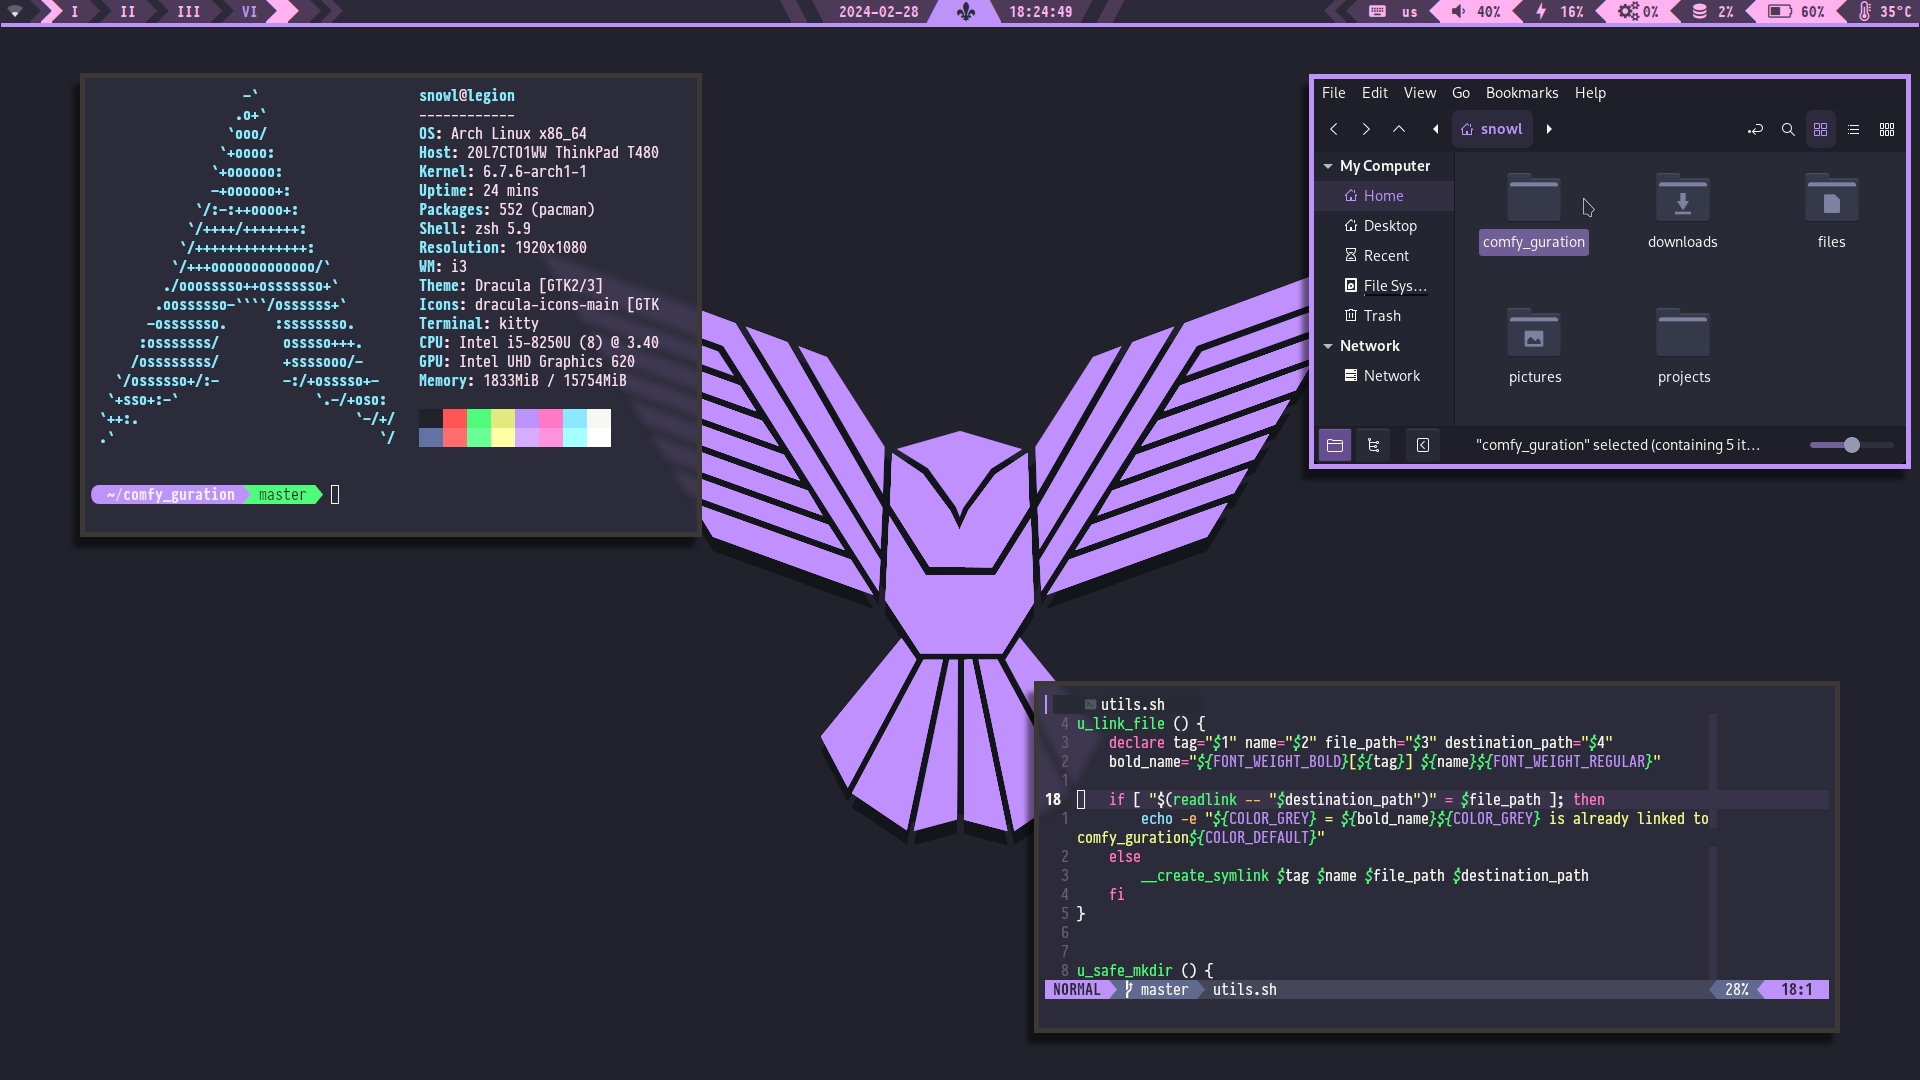 I II III VI 2024-02-28 18:24:49 us 40% 16% 0% 2% 60% 35°C
snowl@legion
------------
OS: Arch Linux x86_64
Host: 20L7CTO1WW ThinkPad T480
Kernel: 6.7.6-arch1-1
Uptime: 24 mins
Packages: 552 (pacman)
Shell: zsh 5.9
Resolution: 1920x1080
WM: i3
Theme: Dracula [GTK2/3]
Icons: dracula-icons-main [GTK
Terminal: kitty
CPU: Intel i5-8250U (8) @ 3.40
GPU: Intel UHD Graphics 620
Memory: 1833MiB / 15754MiB
-`
.o+`
`ooo/
`+oooo:
`+oooooo:
-+oooooo+:
`/:-:++oooo+:
`/++++/+++++++:
`/++++++++++++++:
`/+++ooooooooooooo/`
./ooosssso++osssssso+`
.oossssso-````/ossssss+`
-osssssso.      :ssssssso.
:osssssss/        osssso+++.
/ossssssss/        +ssssooo/-
`/ossssso+/:-        -:/+osssso+-
`+sso+:-`                 `.-/+oso:
`++:.                           `-/+/
.`                                 `/
~/comfy_guration master
File Edit View Go Bookmarks Help
snowl
My Computer
Home
Desktop
Recent
File Sys...
Trash
Network
Network
comfy_guration downloads files
pictures projects
"comfy_guration" selected (containing 5 it...
utils.sh
4 u_link_file () {
3     declare tag="$1" name="$2" file_path="$3" destination_path="$4"
2     bold_name="${FONT_WEIGHT_BOLD}[${tag}] ${name}${FONT_WEIGHT_REGULAR}"
1
18     if [ "$(readlink -- "$destination_path")" = $file_path ]; then
1         echo -e "${COLOR_GREY} = ${bold_name}${COLOR_GREY} is already linked to
comfy_guration${COLOR_DEFAULT}"
2     else
3         __create_symlink $tag $name $file_path $destination_path
4     fi
5 }
6
7
8 u_safe_mkdir () {
NORMAL master utils.sh 28% 18:1